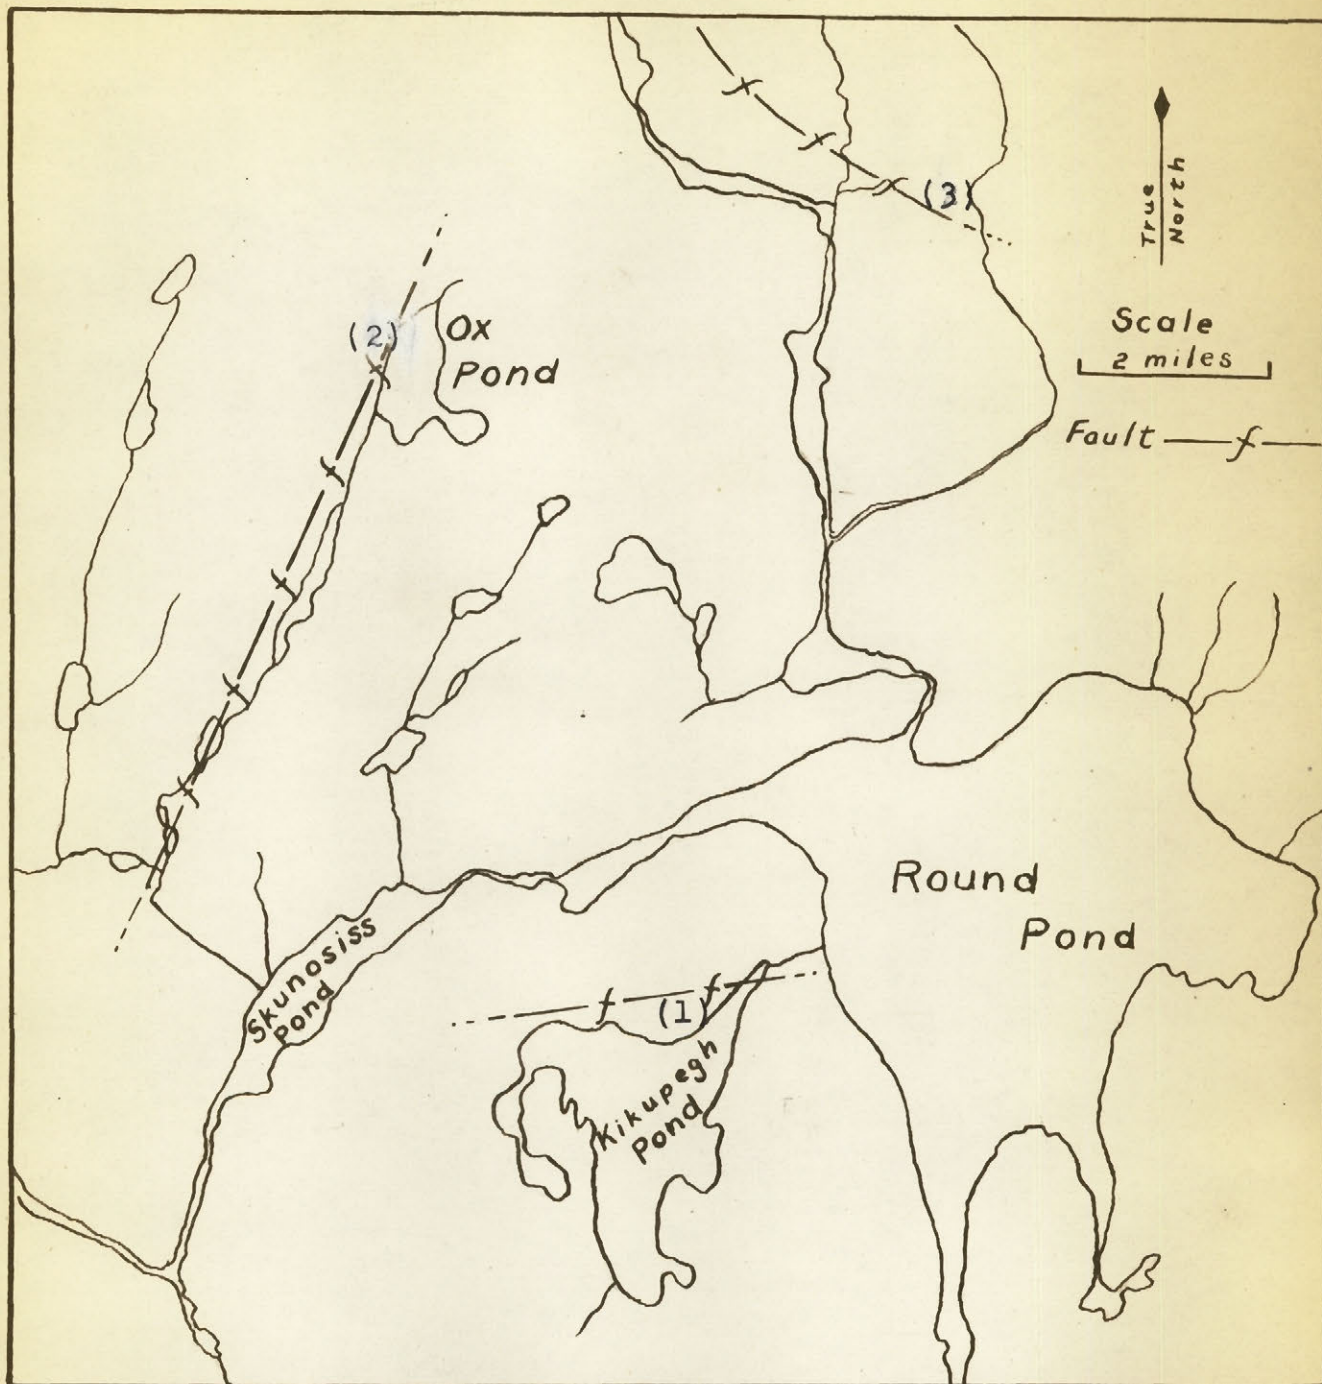 (3)
True
North
Scale
2 miles
Fault — f —
(2)
Ox
Pond
Round
Pond
Skunosiss
Pond
(1)
Kikupegh
Pond